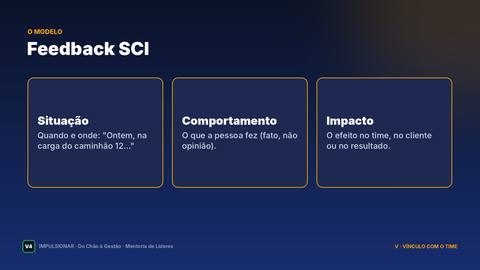 O MODELO
Feedback SCI
Situação
Quando e onde: "Ontem, na
carga do caminhão 12..."
Comportamento
O que a pessoa fez (fato, não
opinião).
Impacto
O efeito no time, no cliente
ou no resultado.
V4 IMPULSIONAR · Do Chão à Gestão · Mentoria de Líderes
V · VÍNCULO COM O TIME